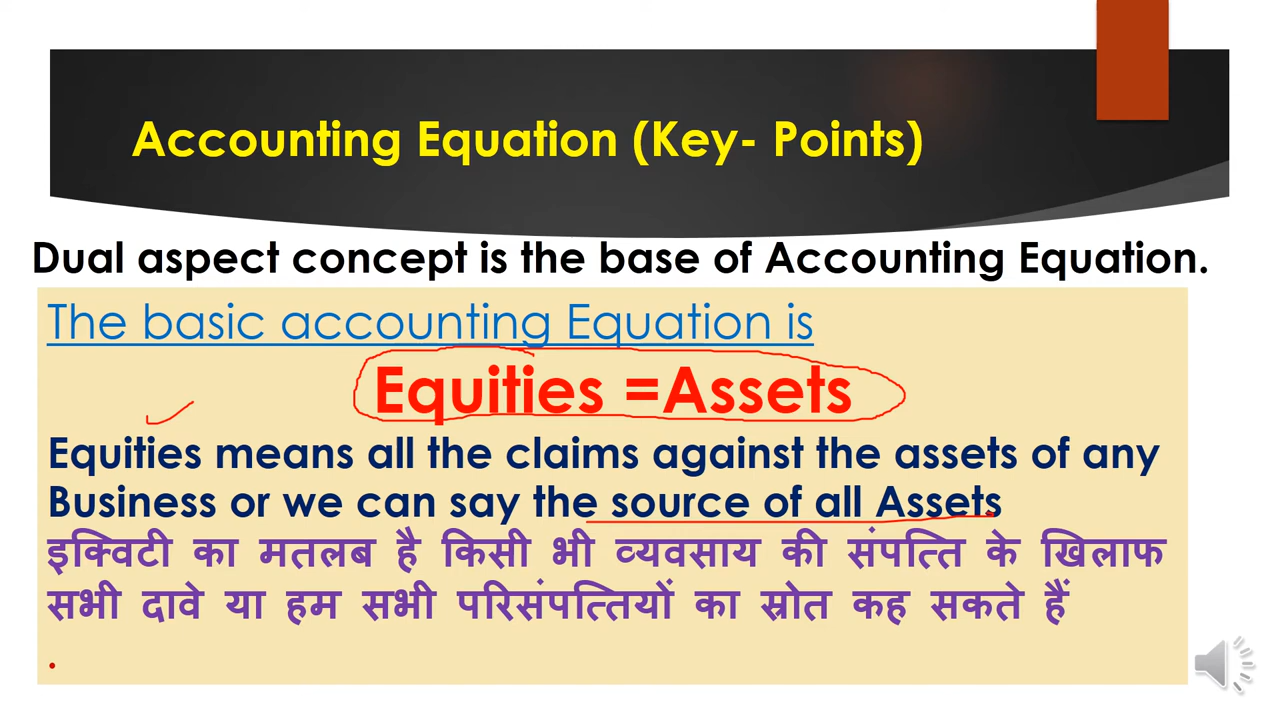 Accounting Equation (Key- Points)
Dual aspect concept is the base of Accounting Equation.
The basic accounting Equation is
Equities =Assets
Equities means all the claims against the assets of any
Business or we can say the source of all Assets
इक्विटी का मतलब है किसी भी व्यवसाय की संपत्ति के खिलाफ
सभी दावे या हम सभी परिसंपत्तियों का स्रोत कह सकते हैं
.